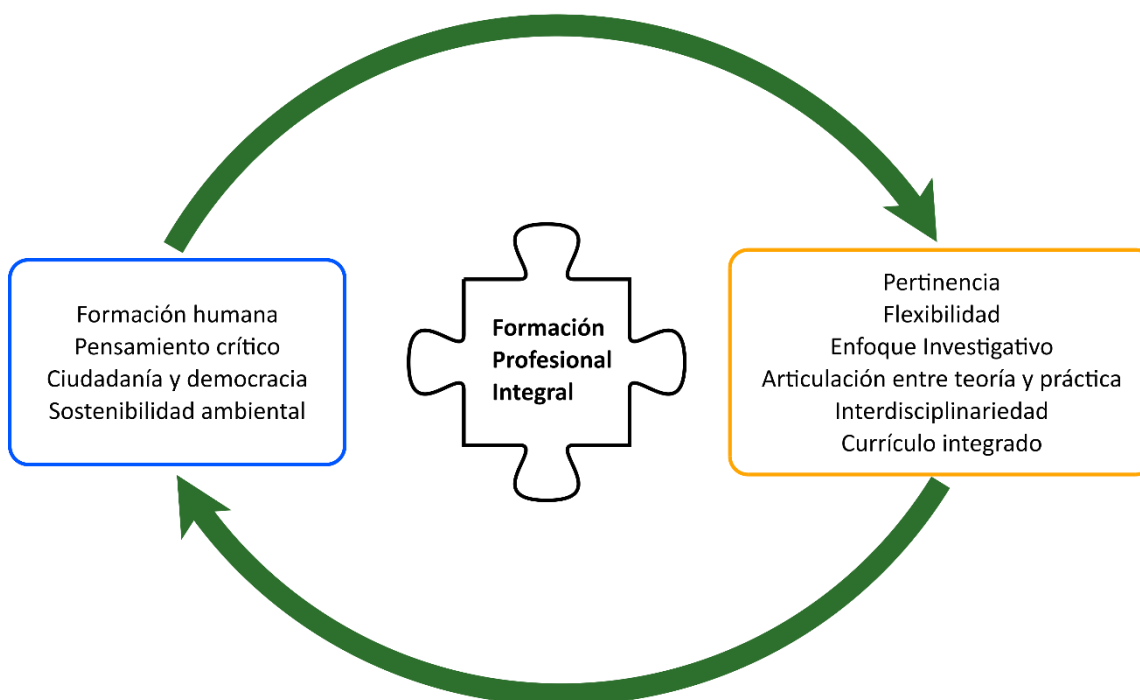 Formación humana
Pensamiento crítico
Ciudadanía y democracia
Sostenibilidad ambiental
Formación
Profesional
Integral
Pertinencia
Flexibilidad
Enfoque Investigativo
Articulación entre teoría y práctica
Interdisciplinariedad
Currículo integrado